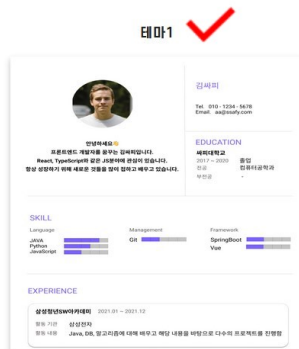 테마1
김싸피
Tel. 010 - 1234 - 5678
Email. aa@ssafy.com
안녕하세요👋
프론트엔드 개발자를 꿈꾸는 김싸피입니다.
React, TypeScript와 같은 JS분야에 관심이 있습니다.
항상 성장하기 위해 새로운 것들을 많이 접하고 배우고 있습니다.
EDUCATION
싸피대학교
2017 ~ 2020 졸업
전공 컴퓨터공학과
부전공 -
SKILL
Language
JAVA
Python
JavaScript
Management
Git
Framework
SpringBoot
Vue
EXPERIENCE
삼성청년SW아카데미 2021.01 ~ 2021.12
활동 기관 삼성전자
활동 내용 Java, DB, 알고리즘에 대해 배우고 해당 내용을 바탕으로 다수의 프로젝트를 진행함